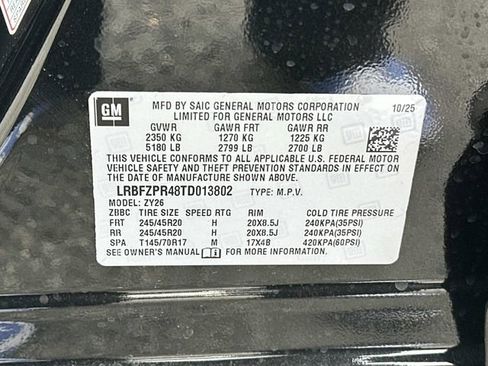 GM
MFD BY SAIC GENERAL MOTORS CORPORATION 10/25
LIMITED FOR GENERAL MOTORS LLC
GVWR GAWR FRT GAWR RR
2350 KG 1270 KG 1225 KG
5180 LB 2799 LB 2700 LB
THIS VEHICLE CONFORMS TO ALL APPLICABLE U.S. FEDERAL MOTOR
VEHICLE SAFETY AND THEFT PREVENTION STANDARDS IN EFFECT ON
THE DATE OF MANUFACTURE SHOWN ABOVE.
LRBFZPR48TD013802 TYPE: M.P.V.
MODEL: ZY26
ZBBC TIRE SIZE SPEED RTG RIM COLD TIRE PRESSURE
FRT 245/45R20 H 20X8.5J 240KPA(35PSI)
RR 245/45R20 H 20X8.5J 240KPA(35PSI)
SPA T145/70R17 M 17X4B 420KPA(60PSI)
SEE OWNER'S MANUAL FOR MORE INFORMATION